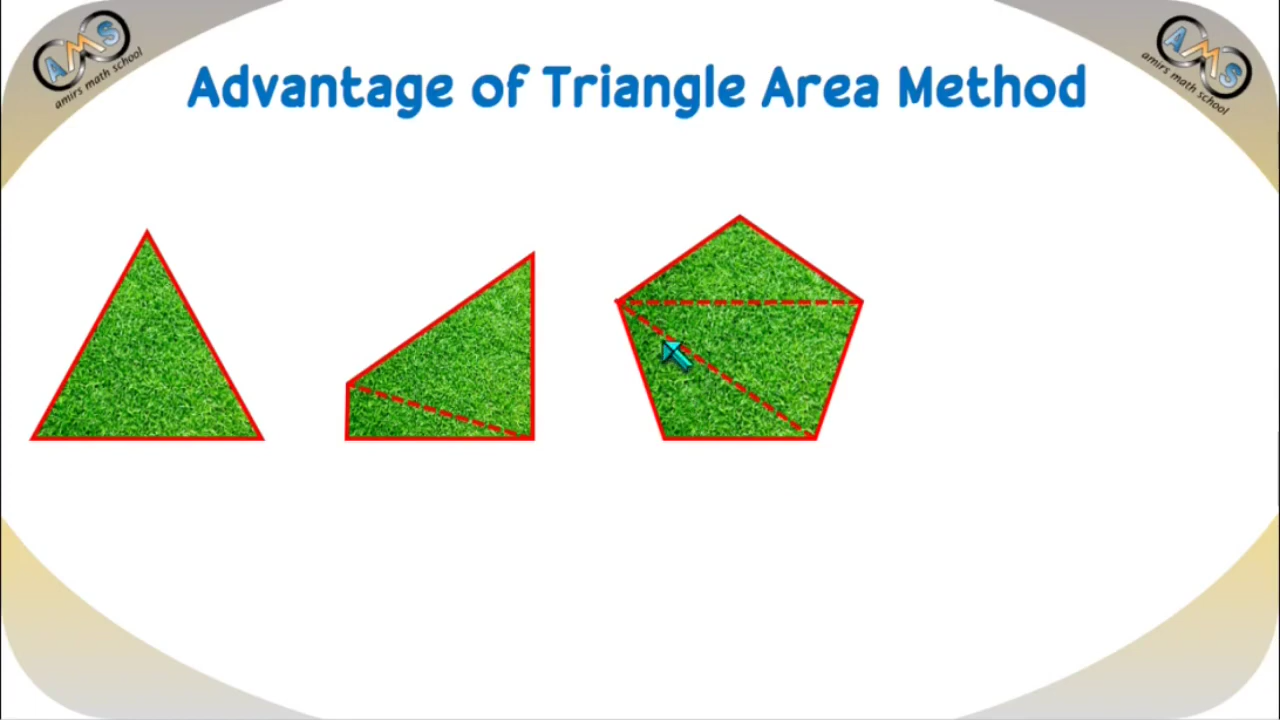 AMS
amirs math school
AMS
amirs math school
Advantage of Triangle Area Method